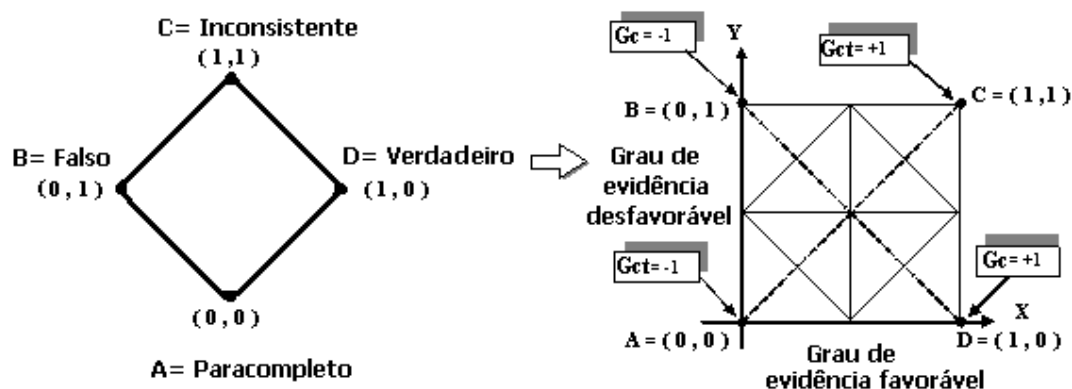 C= Inconsistente
(1,1)
B= Falso
(0,1)
D= Verdadeiro
(1,0)
(0,0)
A= Paracompleto
Y
Gc = -1
Gct = +1
B = (0, 1)
C = (1,1)
Grau de
evidência
desfavorável
Gct = -1
Gc = +1
X
A = (0,0)
D = (1,0)
Grau de
evidência favorável